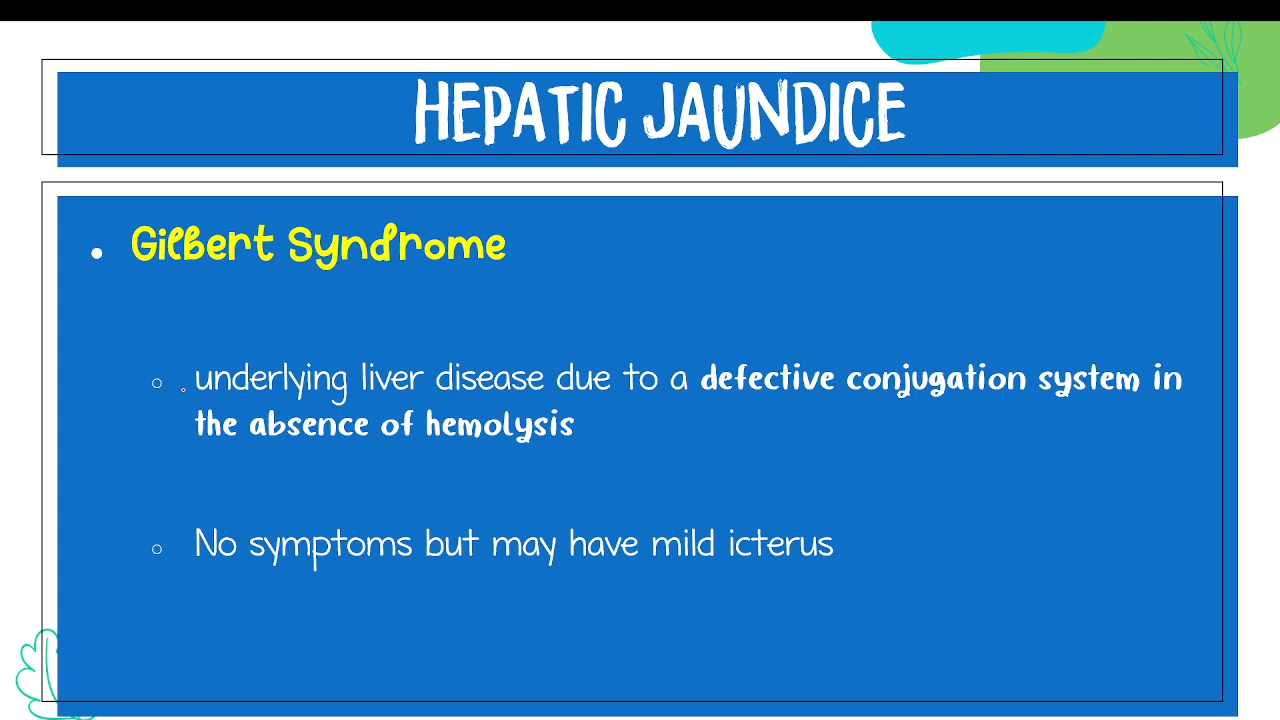 HEPATIC JAUNDICE
• Gilbert Syndrome
○ underlying liver disease due to a defective conjugation system in
the absence of hemolysis
○ No symptoms but may have mild icterus